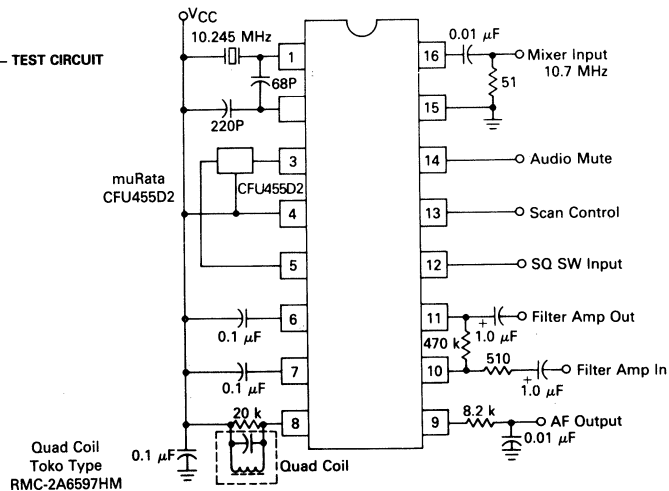 VCC
10.245 MHz
– TEST CIRCUIT
1
68P
220P
muRata
CFU455D2
3
CFU455D2
4
5
6
0.1 μF
7
0.1 μF
20 k
8
0.1 μF
Quad Coil
Quad Coil
Toko Type
RMC-2A6597HM
16
0.01 μF
Mixer Input
10.7 MHz
51
15
14
Audio Mute
13
Scan Control
12
SQ SW Input
11
+
1.0 μF
Filter Amp Out
470 k
510
10
+
1.0 μF
Filter Amp In
9
8.2 k
AF Output
0.01 μF